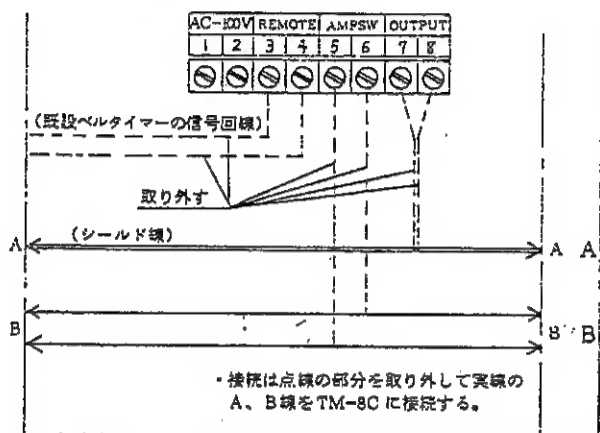 AC-100V REMOTE AMPSW OUTPUT
1 2 3 4 5 6 7 8
(既設ベルタイマーの信号回線)
取り外す
(シールド線)
A A A
B B B
・接続は点線の部分を取り外して実線の
A、B線をTM-8Cに接続する。